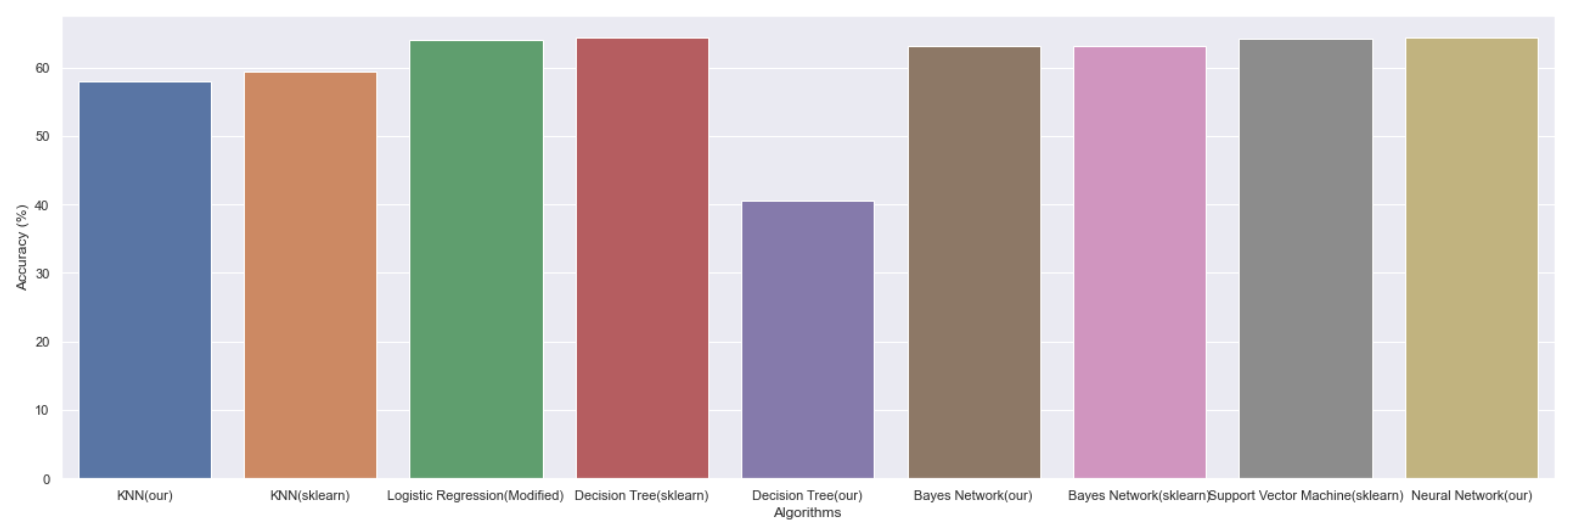 Accuracy (%)
60
50
40
30
20
10
0
KNN(our)
KNN(sklearn)
Logistic Regression(Modified)
Decision Tree(sklearn)
Decision Tree(our)
Bayes Network(our)
Bayes Network(sklearn)
Support Vector Machine(sklearn)
Neural Network(our)
Algorithms